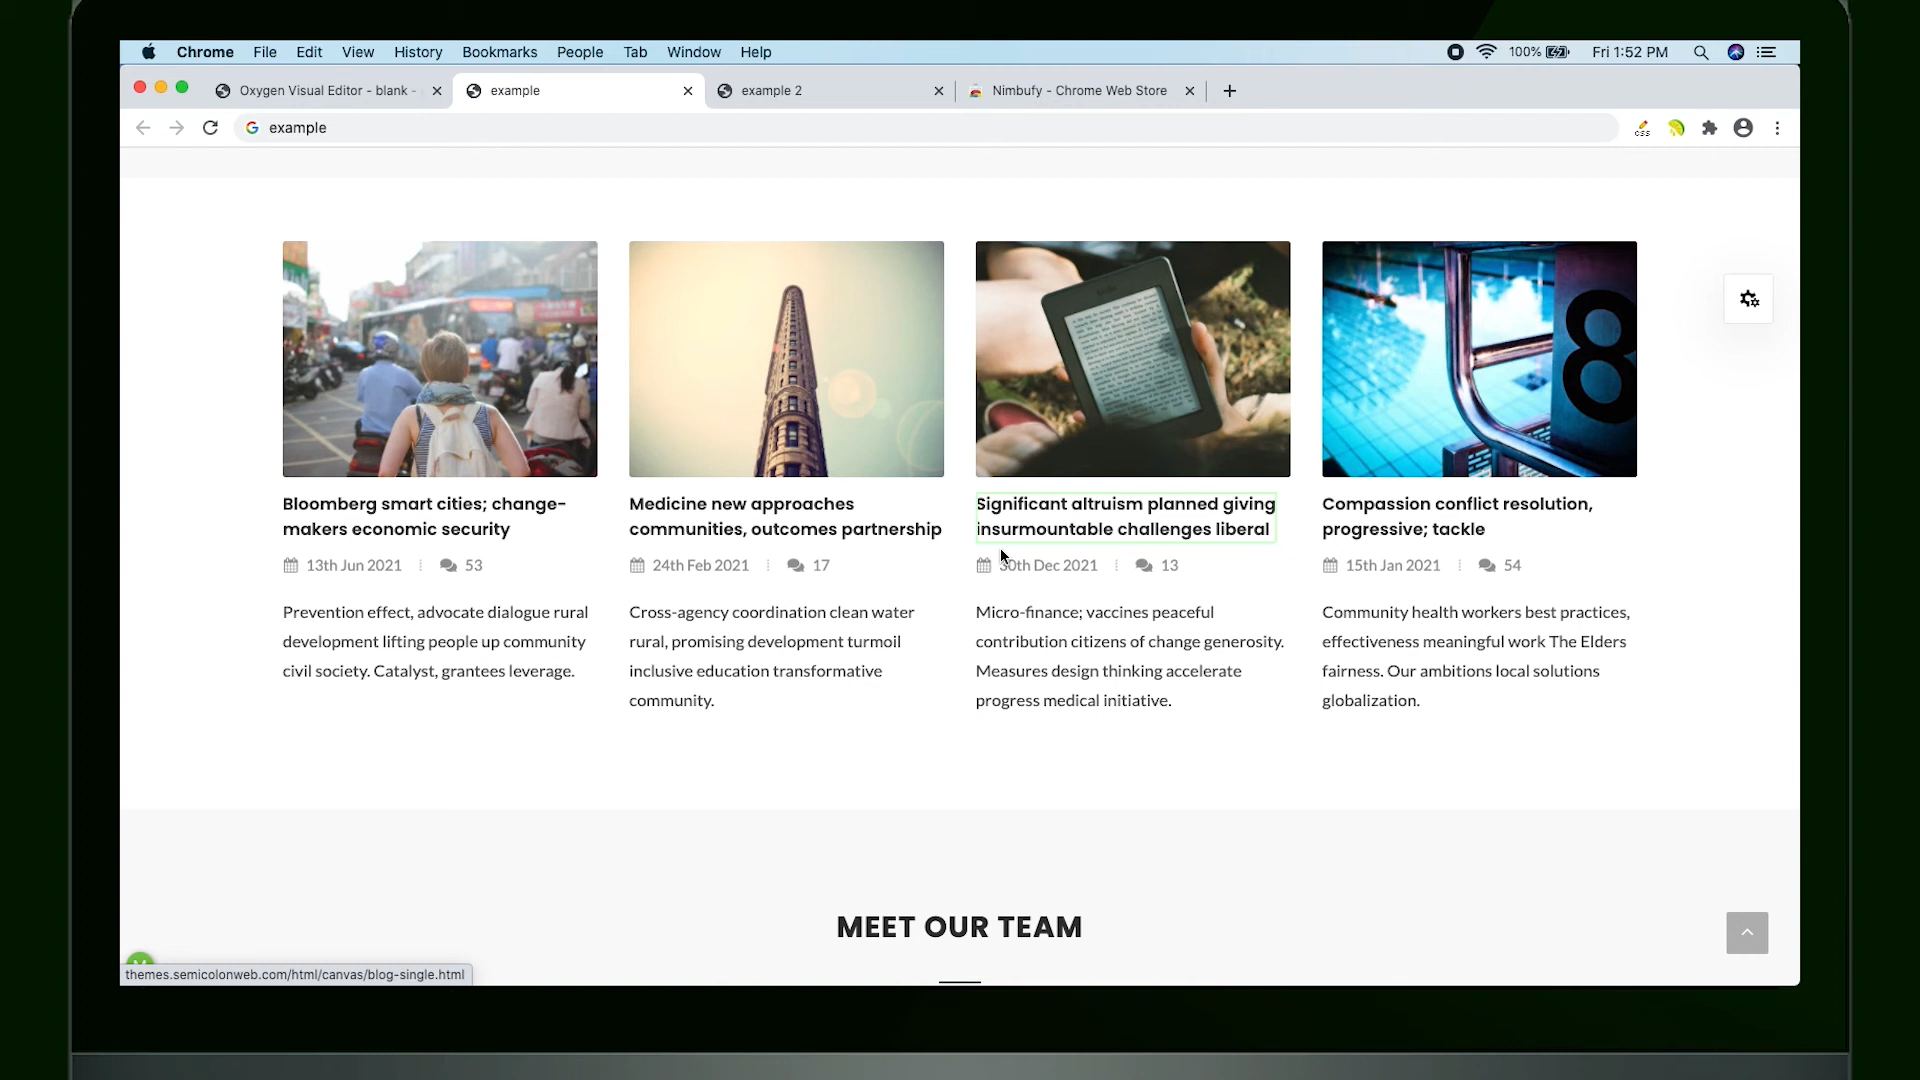 Chrome File Edit View History Bookmarks People Tab Window Help 100% Fri 1:52 PM
Oxygen Visual Editor - blank - example example 2 Nimbufy - Chrome Web Store
example css
8
Bloomberg smart cities; change-
makers economic security
13th Jun 2021 53
Prevention effect, advocate dialogue rural
development lifting people up community
civil society. Catalyst, grantees leverage.
Medicine new approaches
communities, outcomes partnership
24th Feb 2021 17
Cross-agency coordination clean water
rural, promising development turmoil
inclusive education transformative
community.
Significant altruism planned giving
insurmountable challenges liberal
30th Dec 2021 13
Micro-finance; vaccines peaceful
contribution citizens of change generosity.
Measures design thinking accelerate
progress medical initiative.
Compassion conflict resolution,
progressive; tackle
15th Jan 2021 54
Community health workers best practices,
effectiveness meaningful work The Elders
fairness. Our ambitions local solutions
globalization.
MEET OUR TEAM
themes.semicolonweb.com/html/canvas/blog-single.html